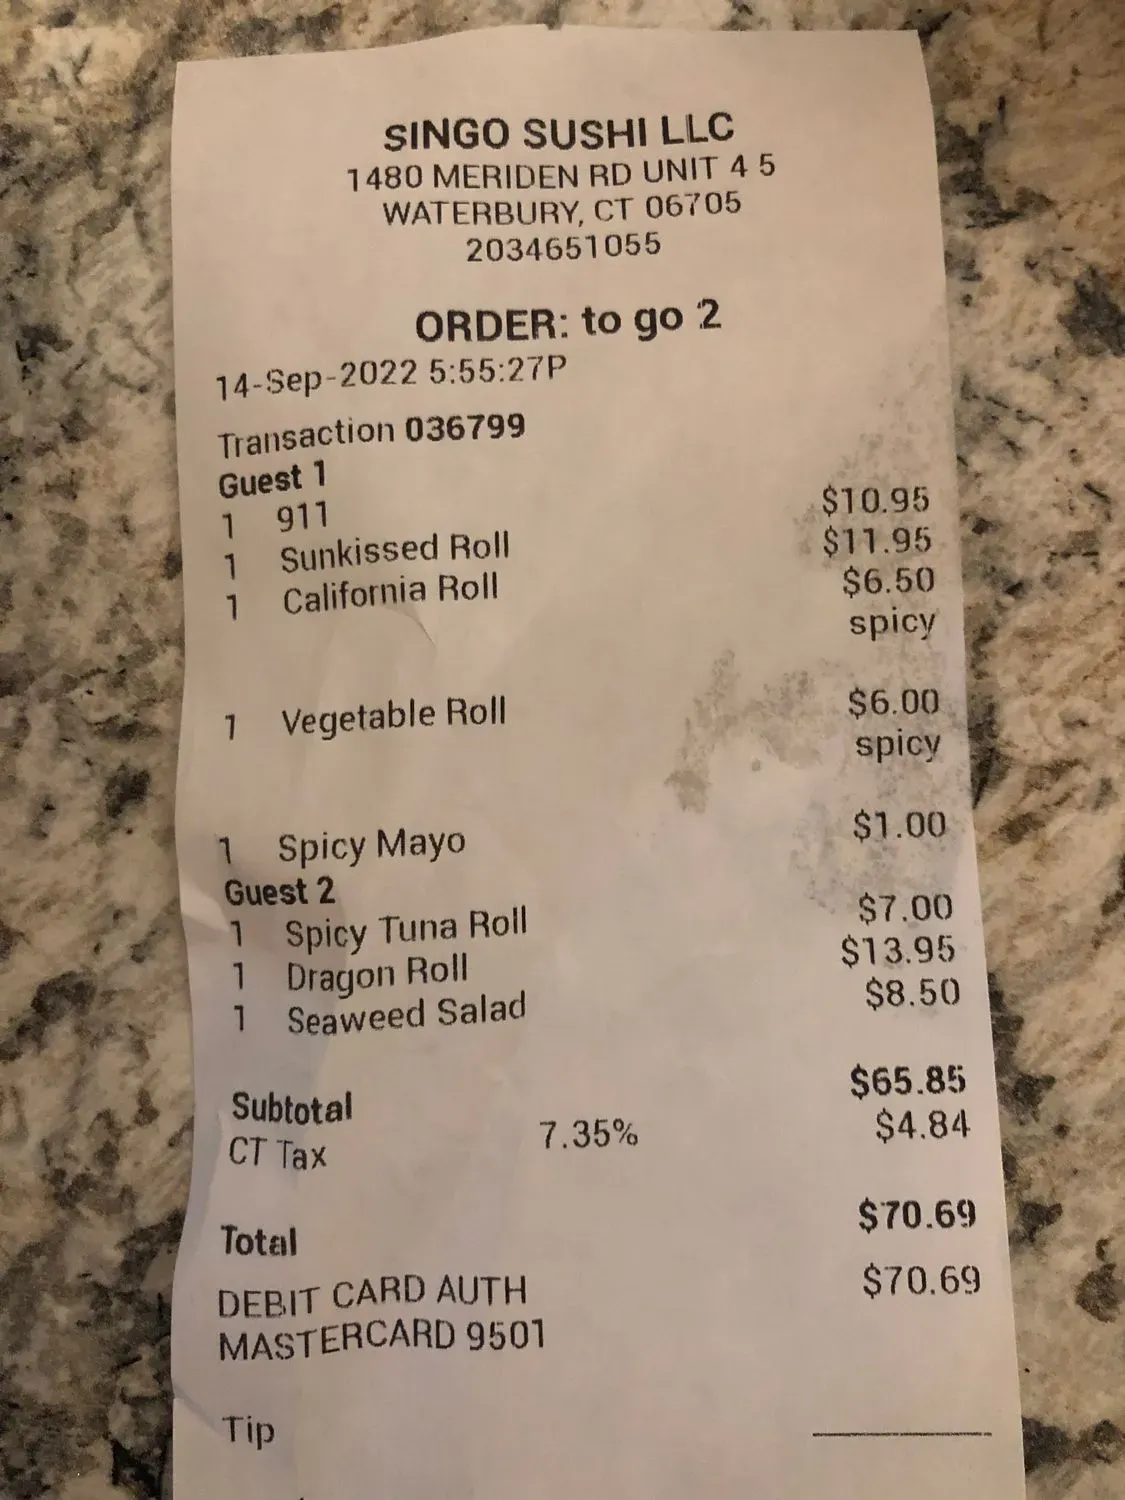 SINGO SUSHI LLC
1480 MERIDEN RD UNIT 4 5
WATERBURY, CT 06705
2034651055
ORDER: to go 2
14-Sep-2022 5:55:27P
Transaction 036799
Guest 1
1 911 $10.95
1 Sunkissed Roll $11.95
1 California Roll $6.50
spicy
1 Vegetable Roll $6.00
spicy
1 Spicy Mayo $1.00
Guest 2
1 Spicy Tuna Roll $7.00
1 Dragon Roll $13.95
1 Seaweed Salad $8.50
Subtotal $65.85
CT Tax 7.35% $4.84
Total $70.69
DEBIT CARD AUTH $70.69
MASTERCARD 9501
Tip